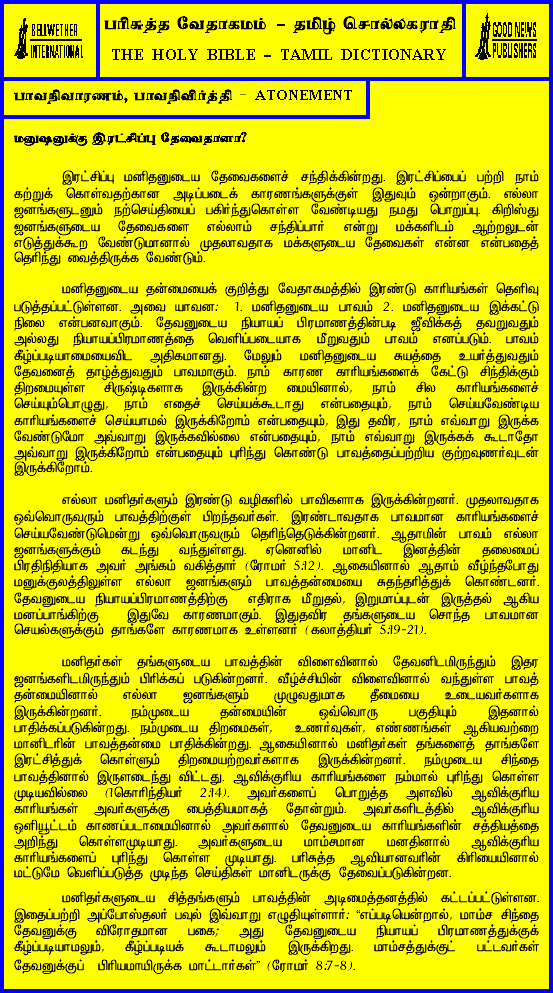 BELLWETHER
INTERNATIONAL
பரிசுத்த வேதாகமம் – தமிழ் சொல்லகராதி
THE HOLY BIBLE – TAMIL DICTIONARY
GOOD NEWS
PUBLISHERS
பாவநிவாரணம், பாவநிவிர்த்தி – ATONEMENT
மனுஷனுக்கு இரட்சிப்பு தேவைதானா?
இரட்சிப்பு மனிதனுடைய தேவைகளைச் சந்திக்கின்றது. இரட்சிப்பைப் பற்றி நாம்
கற்றுக் கொள்வதற்கான அடிப்படைக் காரணங்களுக்குள் இதுவும் ஒன்றாகும். எல்லா
ஜனங்களுடனும் நற்செய்தியைப் பகிர்ந்துகொள்ள வேண்டியது நமது பொறுப்பு. கிறிஸ்து
ஜனங்களுடைய தேவைகளை எல்லாம் சந்திப்பார் என்று மக்களிடம் ஆற்றலுடன்
எடுத்துக்கூற வேண்டுமானால் முதலாவதாக மக்களுடைய தேவைகள் என்ன என்பதைத்
தெரிந்து வைத்திருக்க வேண்டும்.
மனிதனுடைய தன்மையைக் குறித்து வேதாகமத்தில் இரண்டு காரியங்கள் தெளிவு
படுத்தப்பட்டுள்ளன. அவை யாவன: 1. மனிதனுடைய பாவம் 2. மனிதனுடைய இக்கட்டு
நிலை என்பனவாகும். தேவனுடைய நியாயப் பிரமாணத்தின்படி ஜீவிக்கத் தவறுவதும்
அல்லது நியாயப்பிரமாணத்தை வெளிப்படையாக மீறுவதும் பாவம் எனப்படும். பாவம்
கீழ்ப்படியாமையைவிட அதிகமானது. மேலும் மனிதனுடைய சுயத்தை உயர்த்துவதும்
தேவனைத் தாழ்த்துவதும் பாவமாகும். நாம் காரண காரியங்களைக் கேட்டு சிந்திக்கும்
திறமையுள்ள சிருஷ்டிகளாக இருக்கின்ற மையினால், நாம் சில காரியங்களைச்
செய்யும்பொழுது, நாம் எதைச் செய்யக்கூடாது என்பதையும், நாம் செய்யவேண்டிய
காரியங்களைச் செய்யாமல் இருக்கிறோம் என்பதையும், இது தவிர, நாம் எவ்வாறு இருக்க
வேண்டுமோ அவ்வாறு இருக்கவில்லை என்பதையும், நாம் எவ்வாறு இருக்கக் கூடாதோ
அவ்வாறு இருக்கிறோம் என்பதையும் புரிந்து கொண்டு பாவத்தைப்பற்றிய குற்றவுணர்வுடன்
இருக்கிறோம்.
எல்லா மனிதர்களும் இரண்டு வழிகளில் பாவிகளாக இருக்கின்றனர். முதலாவதாக
ஒவ்வொருவரும் பாவத்திற்குள் பிறந்தவர்கள். இரண்டாவதாக பாவமான காரியங்களைச்
செய்யவேண்டுமென்று ஒவ்வொருவரும் தெரிந்தெடுக்கின்றனர். ஆதாமின் பாவம் எல்லா
ஜனங்களுக்கும் கடந்து வந்துள்ளது. ஏனெனில் மானிட இனத்தின் தலைமைப்
பிரதிநிதியாக அவர் அங்கம் வகித்தார் (ரோமர் 5:12). ஆகையினால் ஆதாம் வீழ்ந்தபோது
மனுக்குலத்திலுள்ள எல்லா ஜனங்களும் பாவத்தன்மையை சுதந்தரித்துக் கொண்டனர்.
தேவனுடைய நியாயப்பிரமாணத்திற்கு எதிராக மீறுதல், இறுமாப்புடன் இருத்தல் ஆகிய
மனப்பாங்கிற்கு இதுவே காரணமாகும். இதுதவிர தங்களுடைய சொந்த பாவமான
செயல்களுக்கும் தாங்களே காரணமாக உள்ளனர் (கலாத்தியர் 5:19-21).
மனிதர்கள் தங்களுடைய பாவத்தின் விளைவினால் தேவனிடமிருந்தும் இதர
ஜனங்களிடமிருந்தும் பிரிக்கப் படுகின்றனர். வீழ்ச்சியின் விளைவினால் வந்துள்ள பாவத்
தன்மையினால் எல்லா ஜனங்களும் முழுவதுமாக தீமையை உடையவர்களாக
இருக்கின்றனர். நம்முடைய தன்மையின் ஒவ்வொரு பகுதியும் இதனால்
பாதிக்கப்படுகின்றது. நம்முடைய திறமைகள், உணர்வுகள், எண்ணங்கள் ஆகியவற்றை
மானிடரின் பாவத்தன்மை பாதிக்கின்றது. ஆகையினால் மனிதர்கள் தங்களைத் தாங்களே
இரட்சித்துக் கொள்ளும் திறமையற்றவர்களாக இருக்கின்றனர். நம்முடைய சிந்தை
பாவத்தினால் இருளடைந்து விட்டது. ஆவிக்குரிய காரியங்களை நம்மால் புரிந்து கொள்ள
முடியவில்லை (1கொரிந்தியர் 2:14). அவர்களைப் பொறுத்த அளவில் ஆவிக்குரிய
காரியங்கள் அவர்களுக்கு பைத்தியமாகத் தோன்றும். அவர்களிடத்தில் ஆவிக்குரிய
ஒளியூட்டம் காணப்படாமையினால் அவர்களால் தேவனுடைய காரியங்களின் சத்தியத்தை
அறிந்து கொள்ளமுடியாது. அவர்களுடைய மாம்சமான மனதினால் ஆவிக்குரிய
காரியங்களைப் புரிந்து கொள்ள முடியாது. பரிசுத்த ஆவியானவரின் கிரியையினால்
மட்டுமே வெளிப்படுத்த முடிந்த செய்திகள் மானிடருக்கு தேவைப்படுகின்றன.
மனிதர்களுடைய சித்தங்களும் பாவத்தின் அடிமைத்தனத்தில் கட்டப்பட்டுள்ளன.
இதைப்பற்றி அப்போஸ்தலர் பவுல் இவ்வாறு எழுதியுள்ளார்: “எப்படியென்றால், மாம்ச சிந்தை
தேவனுக்கு விரோதமான பகை; அது தேவனுடைய நியாயப் பிரமாணத்துக்குக்
கீழ்ப்படியாமலும், கீழ்ப்படியக் கூடாமலும் இருக்கிறது. மாம்சத்துக்குட் பட்டவர்கள்
தேவனுக்குப் பிரியமாயிருக்க மாட்டார்கள்” (ரோமர் 8:7-8).